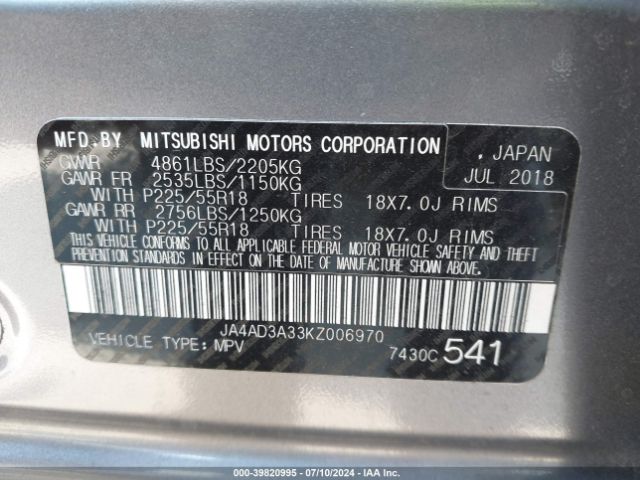 MFD.BY MITSUBISHI MOTORS CORPORATION
GVWR 4861LBS/2205KG , JAPAN
GAWR FR 2535LBS/1150KG JUL 2018
WITH P225/55R18 TIRES 18X7.0J RIMS
GAWR RR 2756LBS/1250KG
WITH P225/55R18 TIRES 18X7.0J RIMS
THIS VEHICLE CONFORMS TO ALL APPLICABLE FEDERAL MOTOR VEHICLE SAFETY AND THEFT
PREVENTION STANDARDS IN EFFECT ON THE DATE OF MANUFACTURE SHOWN ABOVE.
JA4AD3A33KZ006970
VEHICLE TYPE: MPV 7430C 541
000-39820995 - 07/10/2024 - IAA Inc.